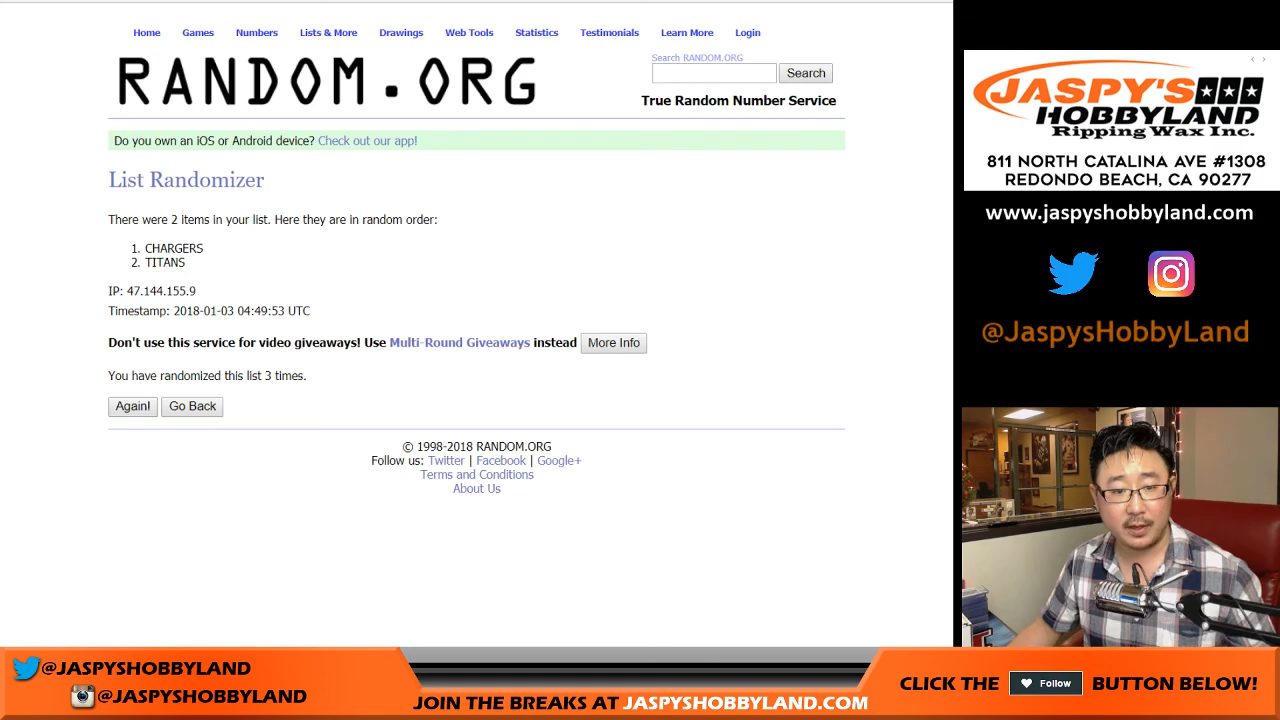 Home Games Numbers Lists & More Drawings Web Tools Statistics Testimonials Learn More Login
RANDOM.ORG
Search RANDOM.ORG
Search
True Random Number Service
Do you own an iOS or Android device? Check out our app!
List Randomizer
There were 2 items in your list. Here they are in random order:
1. CHARGERS
2. TITANS
IP: 47.144.155.9
Timestamp: 2018-01-03 04:49:53 UTC
Don't use this service for video giveaways! Use Multi-Round Giveaways instead More Info
You have randomized this list 3 times.
Again! Go Back
© 1998-2018 RANDOM.ORG
Follow us: Twitter | Facebook | Google+
Terms and Conditions
About Us
JASPY'S
HOBBYLAND
Ripping Wax Inc.
811 NORTH CATALINA AVE #1308
REDONDO BEACH, CA 90277
www.jaspyshobbyland.com
@JaspysHobbyLand
@JASPYSHOBBYLAND
@JASPYSHOBBYLAND
JOIN THE BREAKS AT JASPYSHOBBYLAND.COM
CLICK THE Follow BUTTON BELOW!